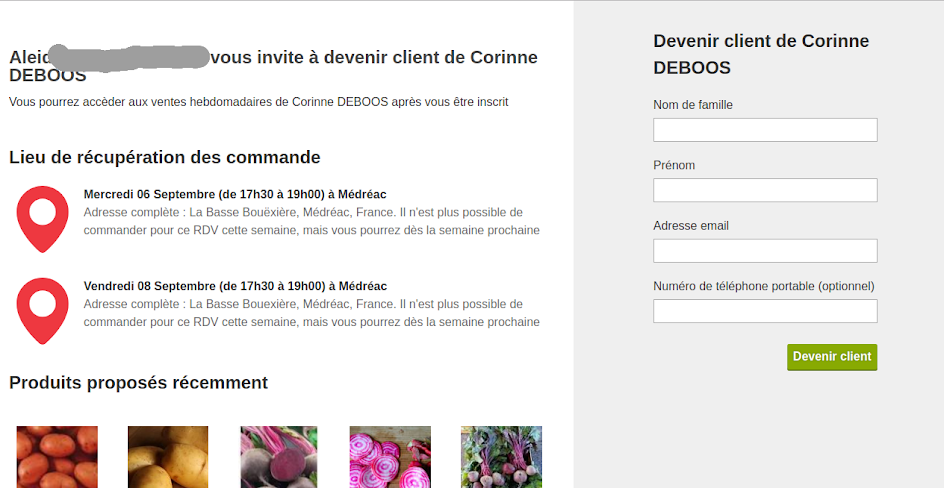 Aleid vous invite à devenir client de Corinne
DEBOOS
Vous pourrez accèder aux ventes hebdomadaires de Corinne DEBOOS après vous être inscrit
Lieu de récupération des commande
Mercredi 06 Septembre (de 17h30 à 19h00) à Médréac
Adresse complète : La Basse Bouëxière, Médréac, France. Il n'est plus possible de
commander pour ce RDV cette semaine, mais vous pourrez dès la semaine prochaine
Vendredi 08 Septembre (de 17h30 à 19h00) à Médréac
Adresse complète : La Basse Bouexière, Médréac, France. Il n'est plus possible de
commander pour ce RDV cette semaine, mais vous pourrez dès la semaine prochaine
Produits proposés récemment
Devenir client de Corinne
DEBOOS
Nom de famille
Prénom
Adresse email
Numéro de téléphone portable (optionnel)
Devenir client